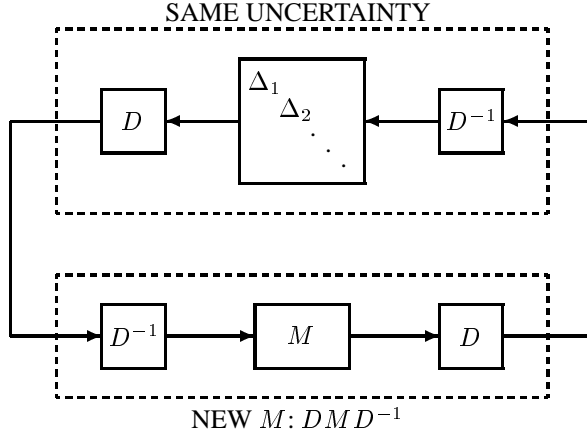 SAME UNCERTAINTY
Δ₁
Δ₂
⋱
D
D⁻¹
D⁻¹
M
D
NEW M: DMD⁻¹